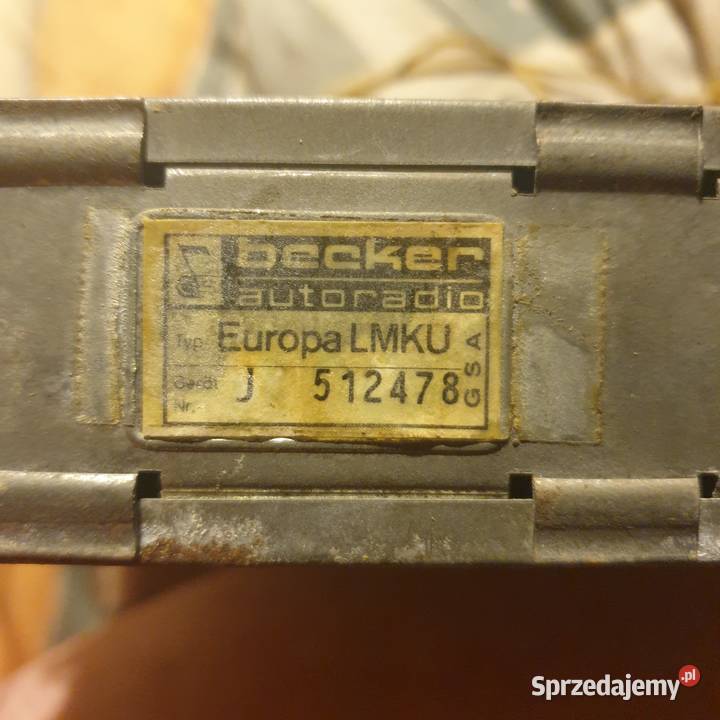 becker
autoradio
Typ Europa LMKU
Gerät Nr. J 512478
GSA
Sprzedajemy.pl